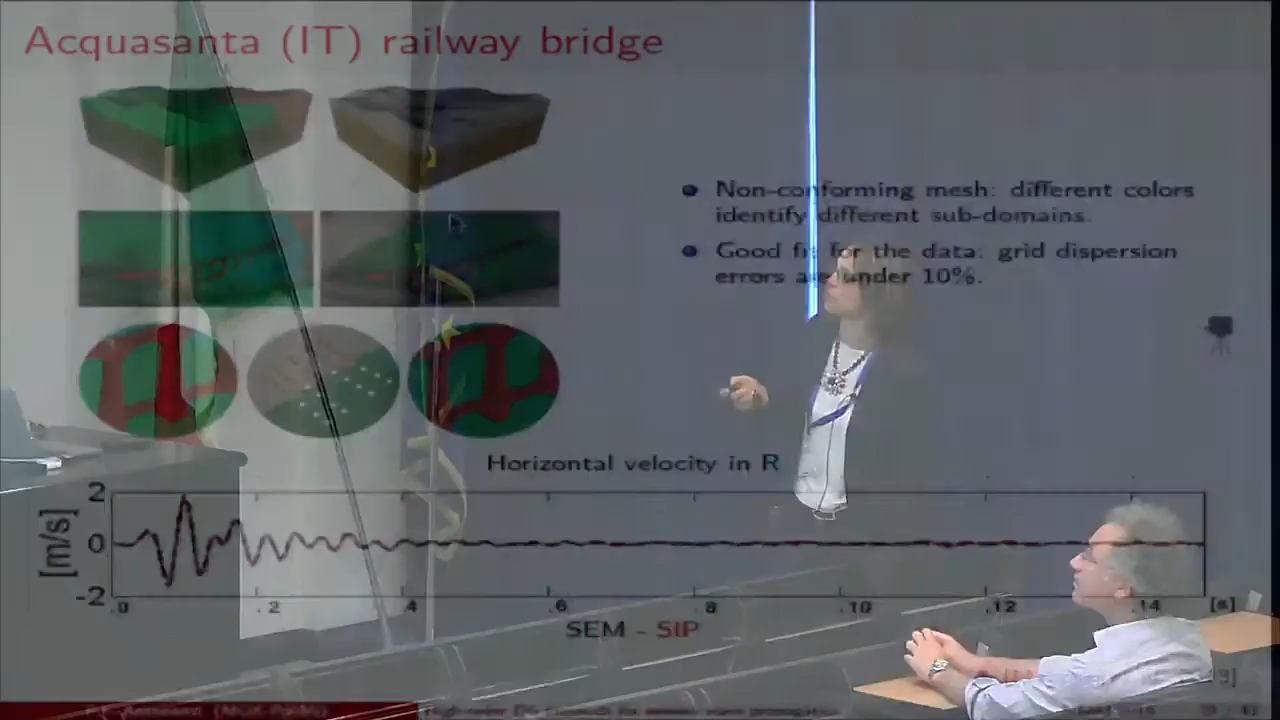 Acquasanta (IT) railway bridge
Non-conforming mesh: different colors
identify different sub-domains.
Good fit for the data: grid dispersion
errors are under 10%.
Horizontal velocity in R
[m/s]
2
0
-2
0 .2 .4 .6 .8 .10 .12 .14 [s]
SEM - SIP